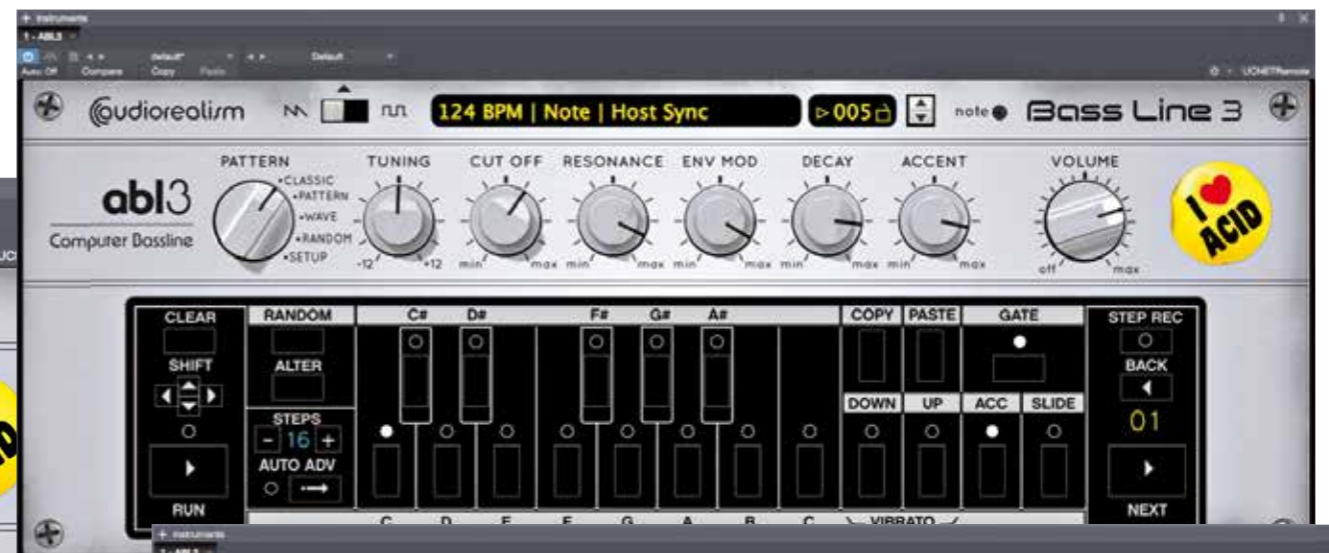 + Instruments
1 - ABL3
default* Default
Auto: Off Compare Copy Paste UCNETRemote
audiorealism 124 BPM | Note | Host Sync 005 note Bass Line 3
PATTERN TUNING CUT OFF RESONANCE ENV MOD DECAY ACCENT VOLUME
abl3
Computer Bassline
•CLASSIC
•PATTERN
•WAVE
•RANDOM
•SETUP
-12 +12 min max min max min max min max min max off max
I ♥ ACID
CLEAR RANDOM C# D# F# G# A# COPY PASTE GATE STEP REC
SHIFT ALTER BACK
DOWN UP ACC SLIDE
STEPS
- 16 +
01
AUTO ADV
RUN NEXT
C D E F G A B C VIBRATO
+ Instruments
1 - ABL3